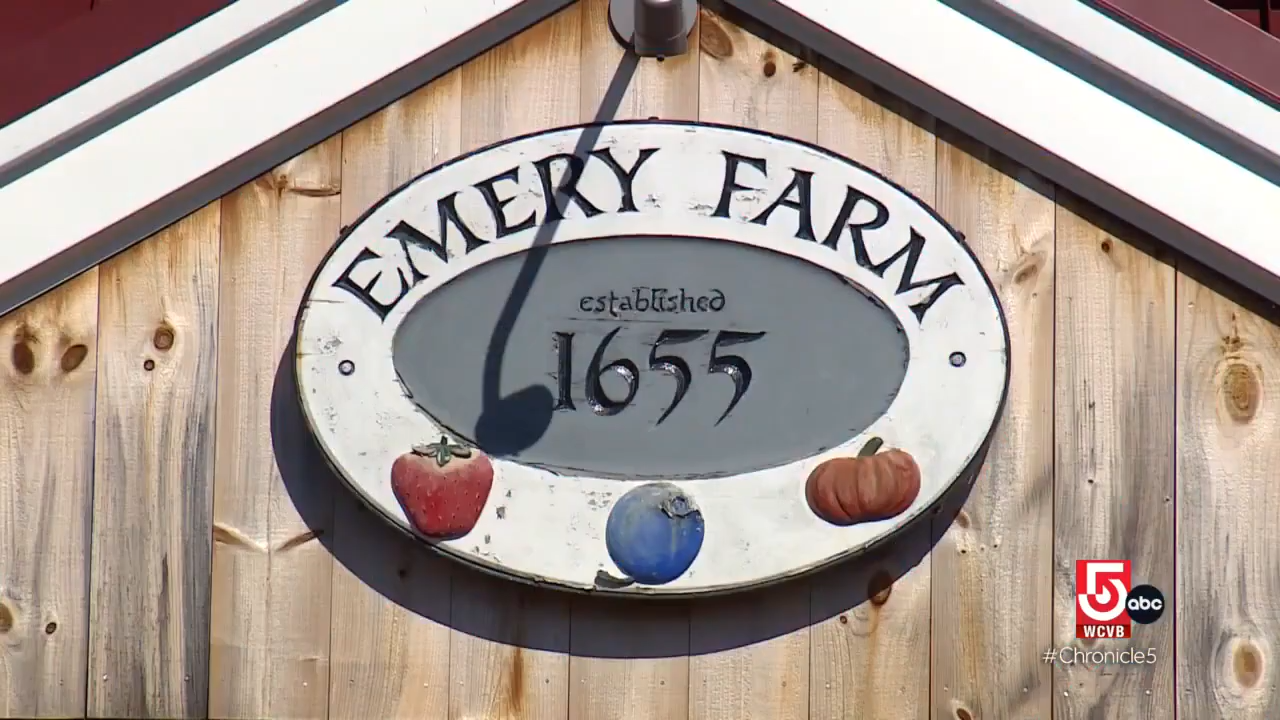 EMERY FARM
established
1655
5
abc
WCVB
#Chronicle5